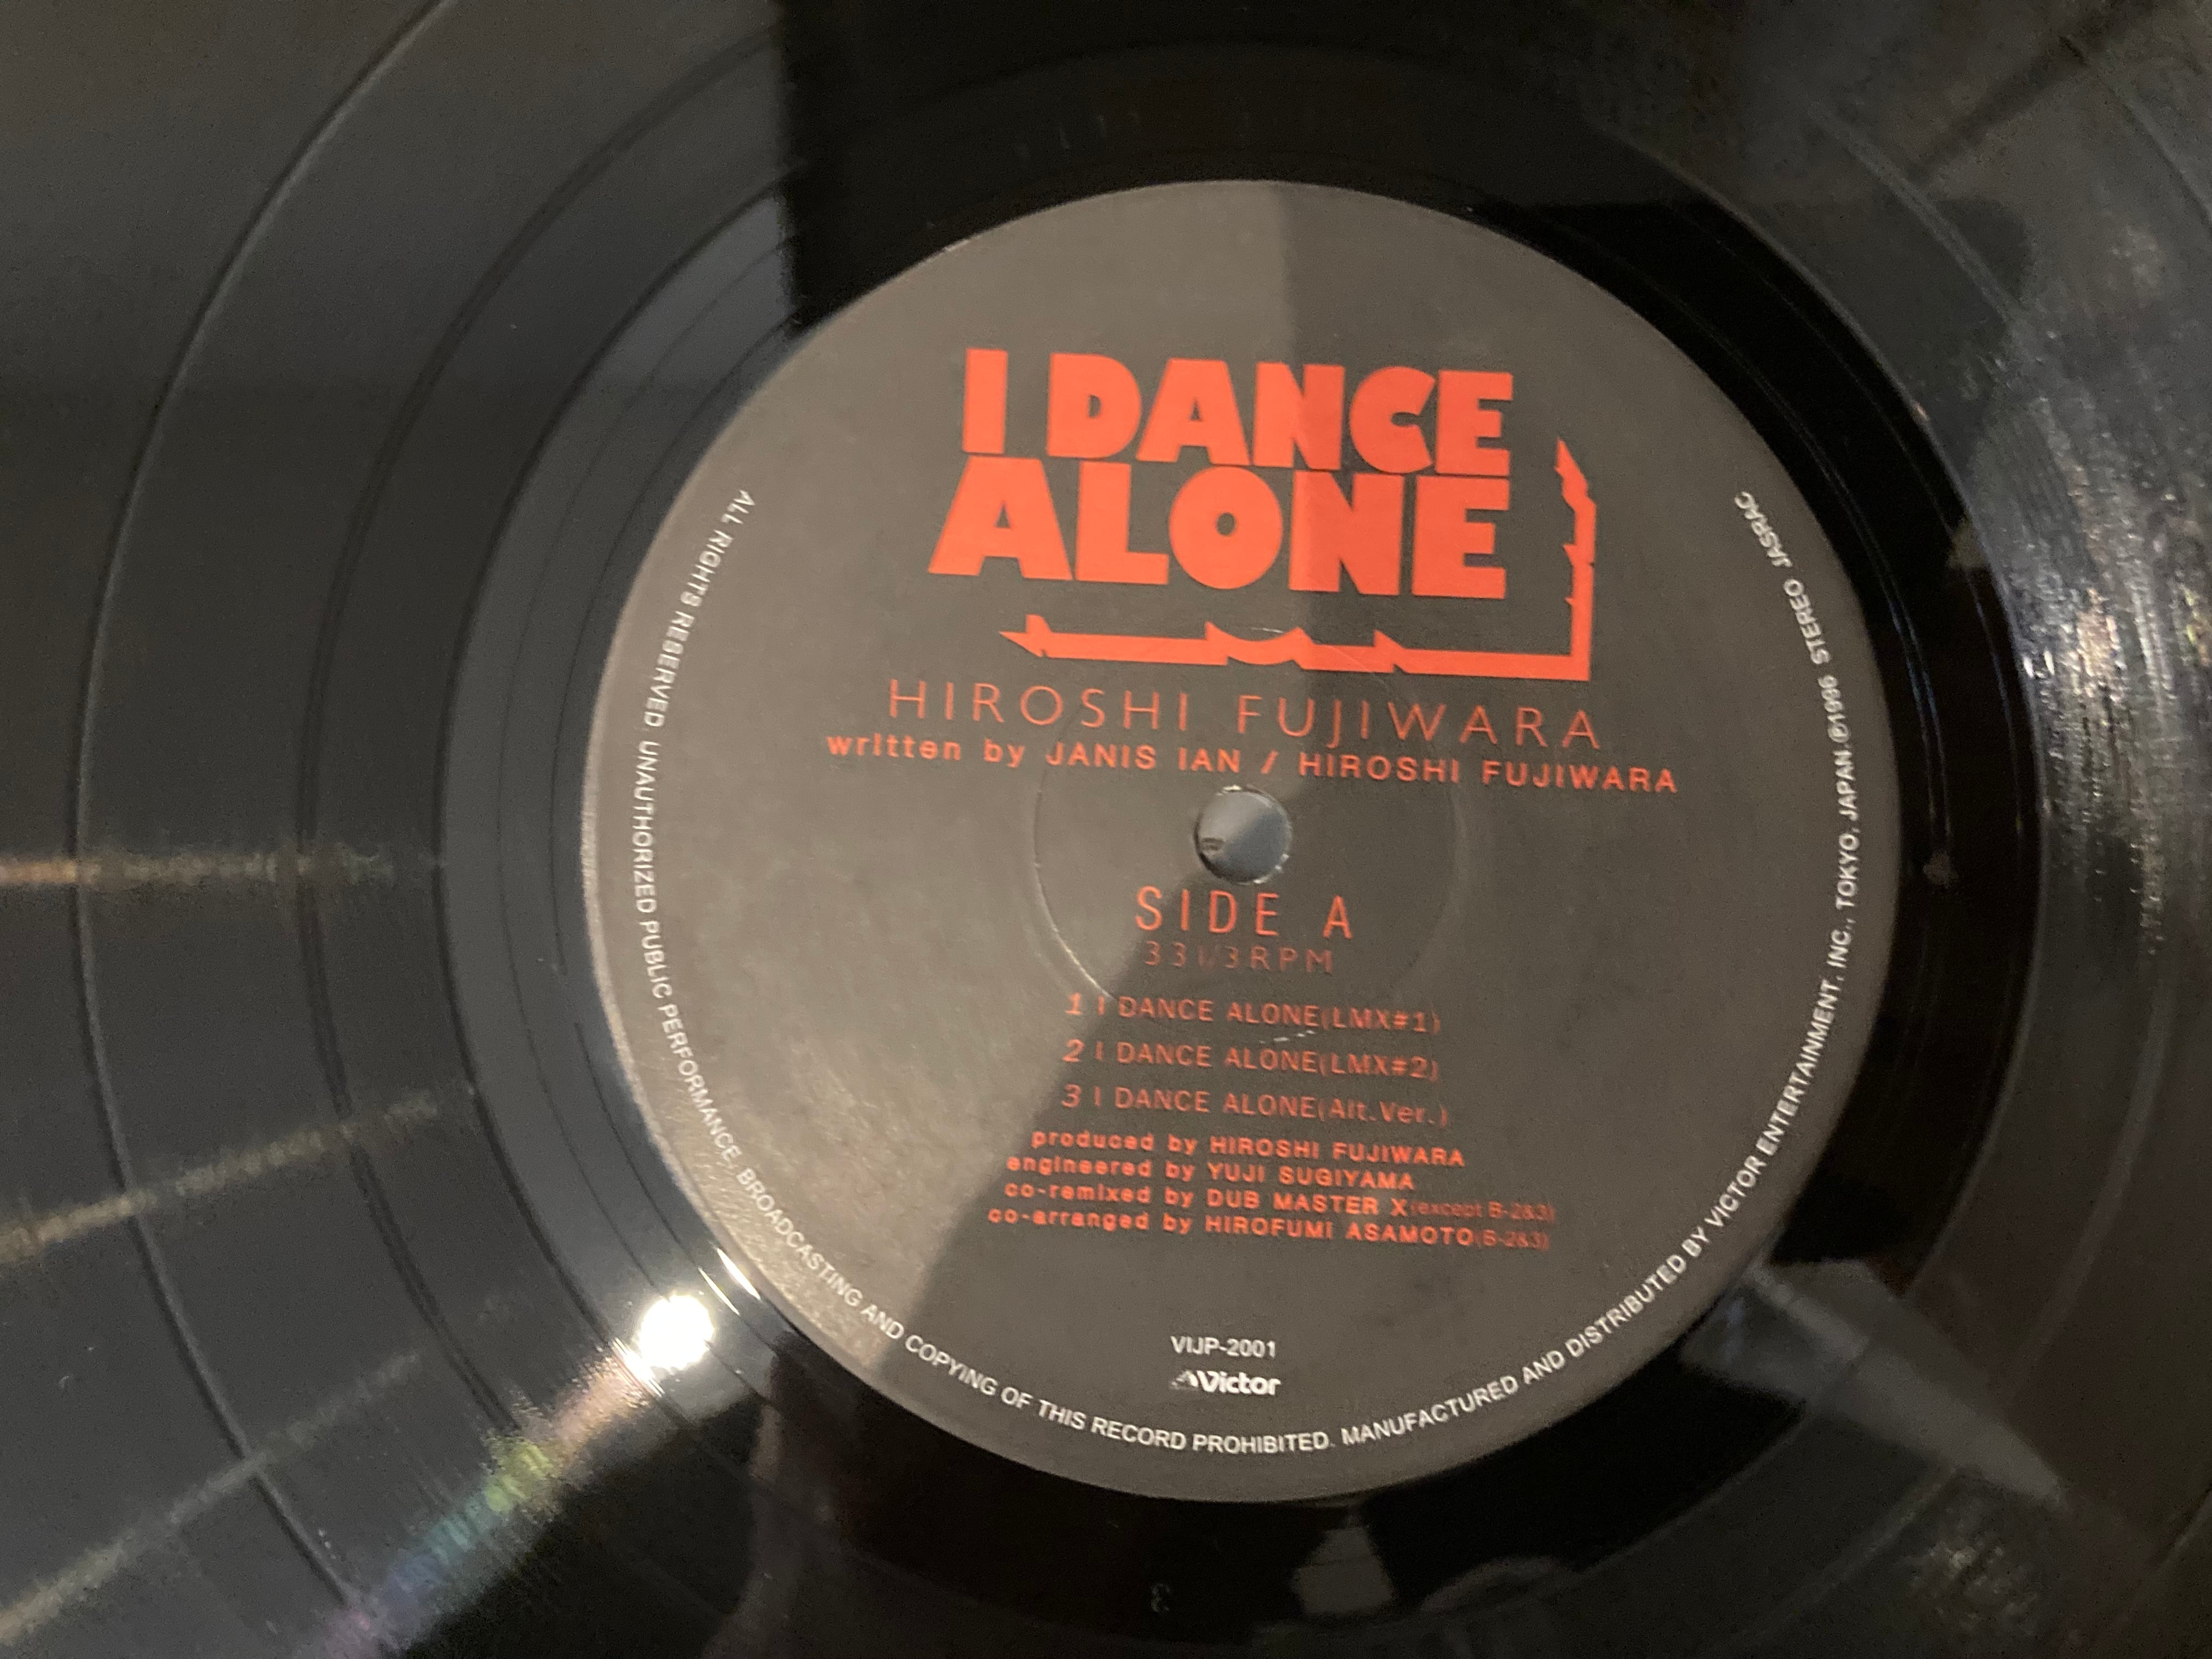 I DANCE
ALONE
HIROSHI FUJIWARA
written by JANIS IAN / HIROSHI FUJIWARA
SIDE A
33 1/3 RPM
1 I DANCE ALONE(LMX#1)
2 I DANCE ALONE(LMX#2)
3 I DANCE ALONE(Alt.Ver.)
produced by HIROSHI FUJIWARA
engineered by YUJI SUGIYAMA
co-remixed by DUB MASTER X(except B-2&3)
co-arranged by HIROFUMI ASAMOTO(B-2&3)
VIJP-2001
Victor
ALL RIGHTS RESERVED. UNAUTHORIZED PUBLIC PERFORMANCE, BROADCASTING AND COPYING OF THIS RECORD PROHIBITED. MANUFACTURED AND DISTRIBUTED BY VICTOR ENTERTAINMENT, INC., TOKYO, JAPAN. ℗1996 STEREO JASRAC